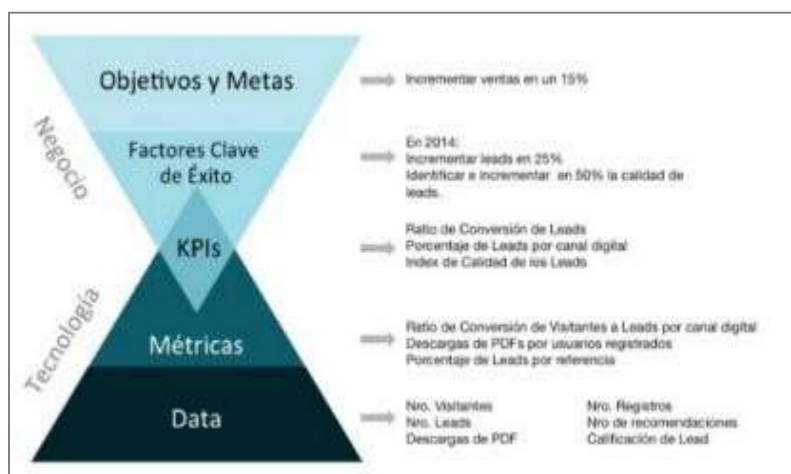 Objetivos y Metas
Incrementar ventas en un 15%
Negocio
Factores Clave
de Éxito
En 2014:
Incrementar leads en 25%
Identificar e incrementar en 50% la calidad de
leads.
KPIs
Ratio de Conversión de Leads
Porcentaje de Leads por canal digital
Index de Calidad de los Leads
Tecnología
Métricas
Ratio de Conversión de Visitantes a Leads por canal digital
Descargas de PDFs por usuarios registrados
Porcentaje de Leads por referencia
Data
Nro. Visitantes
Nro. Leads
Descargas de PDF
Nro. Registros
Nro de recomendaciones
Calificación de Lead